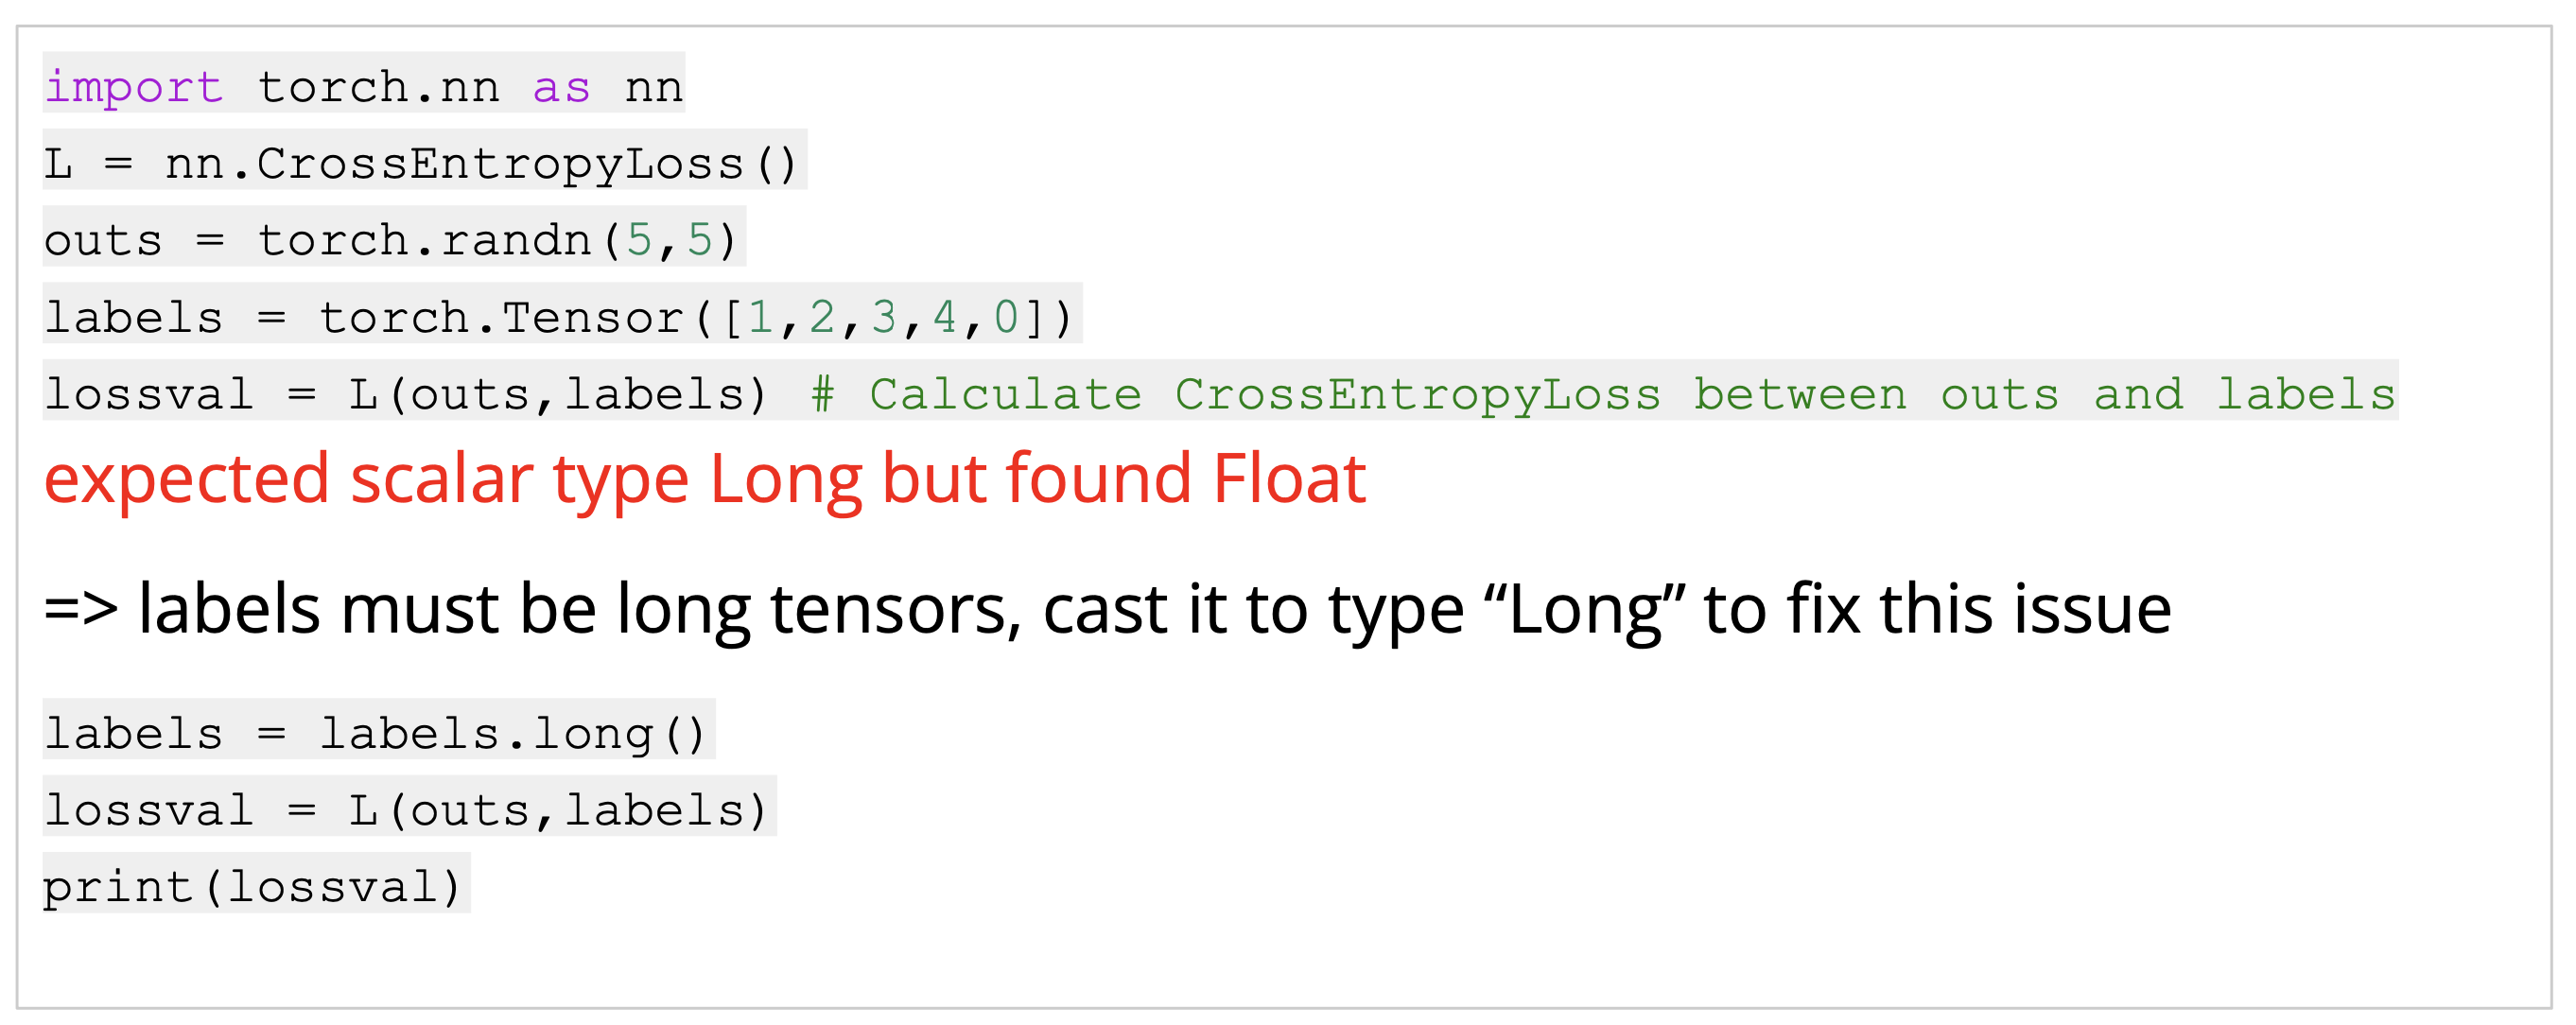 import torch.nn as nn
L = nn.CrossEntropyLoss()
outs = torch.randn(5,5)
labels = torch.Tensor([1,2,3,4,0])
lossval = L(outs,labels) # Calculate CrossEntropyLoss between outs and labels
expected scalar type Long but found Float
=> labels must be long tensors, cast it to type “Long” to fix this issue
labels = labels.long()
lossval = L(outs,labels)
print(lossval)